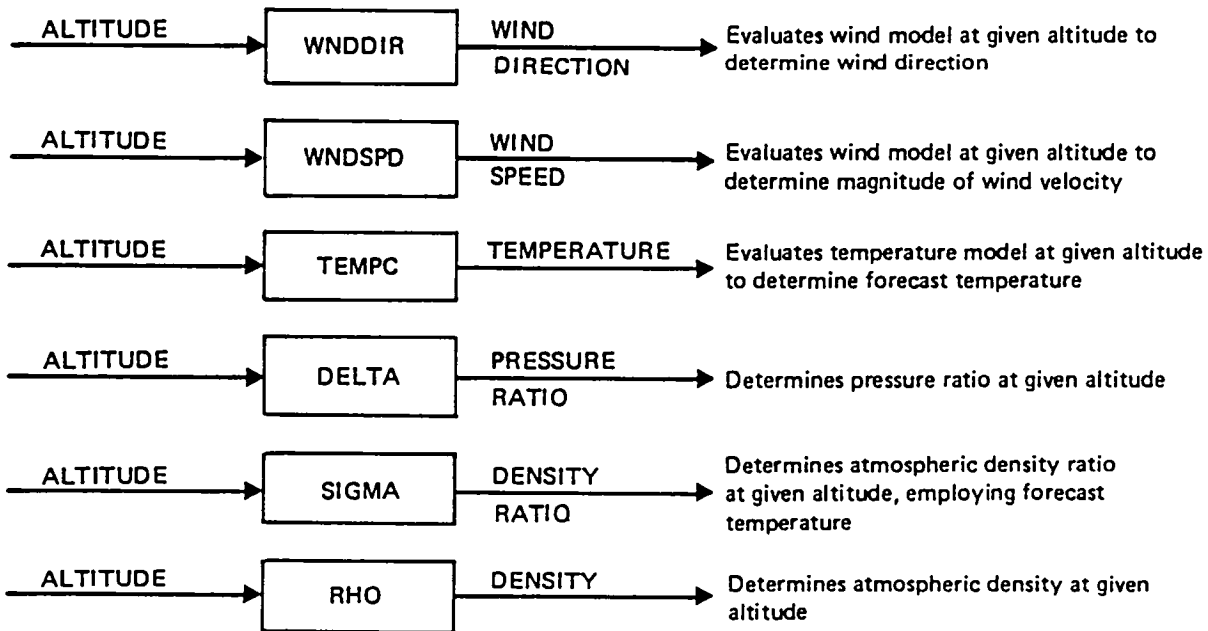 ALTITUDE
WNDDIR
WIND
DIRECTION
Evaluates wind model at given altitude to
determine wind direction
ALTITUDE
WNDSPD
WIND
SPEED
Evaluates wind model at given altitude to
determine magnitude of wind velocity
ALTITUDE
TEMPC
TEMPERATURE
Evaluates temperature model at given altitude
to determine forecast temperature
ALTITUDE
DELTA
PRESSURE
RATIO
Determines pressure ratio at given altitude
ALTITUDE
SIGMA
DENSITY
RATIO
Determines atmospheric density ratio
at given altitude, employing forecast
temperature
ALTITUDE
RHO
DENSITY
Determines atmospheric density at given
altitude